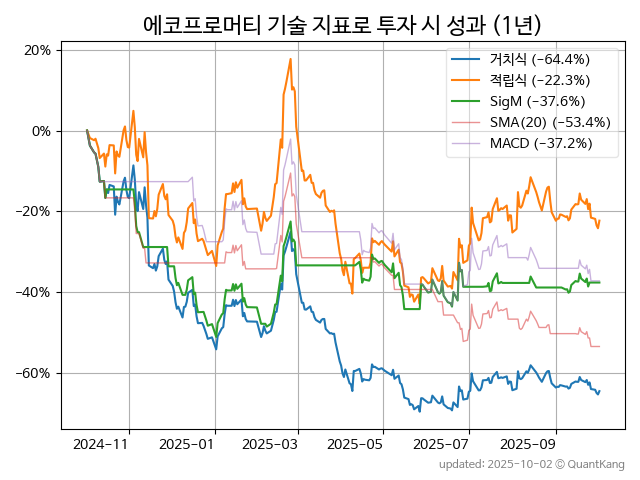 에코프로머티 기술 지표로 투자 시 성과 (1년)
거치식 (−64.4%)
적립식 (−22.3%)
SigM (−37.6%)
SMA(20) (−53.4%)
MACD (−37.2%)
20%
0%
−20%
−40%
−60%
2024-11 2025-01 2025-03 2025-05 2025-07 2025-09
updated: 2025-10-02 © QuantKang